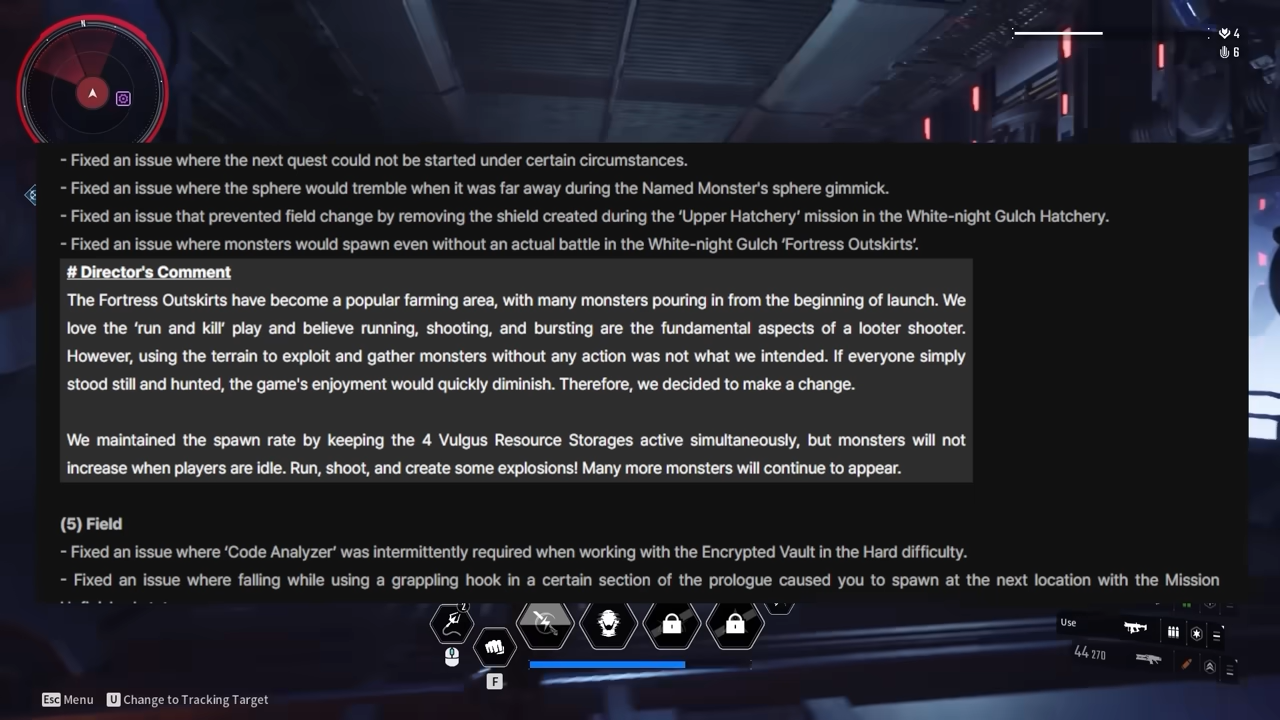 N
4
6
- Fixed an issue where the next quest could not be started under certain circumstances.
- Fixed an issue where the sphere would tremble when it was far away during the Named Monster's sphere gimmick.
- Fixed an issue that prevented field change by removing the shield created during the ‘Upper Hatchery’ mission in the White-night Gulch Hatchery.
- Fixed an issue where monsters would spawn even without an actual battle in the White-night Gulch ‘Fortress Outskirts’.
# Director's Comment
The Fortress Outskirts have become a popular farming area, with many monsters pouring in from the beginning of launch. We
love the ‘run and kill’ play and believe running, shooting, and bursting are the fundamental aspects of a looter shooter.
However, using the terrain to exploit and gather monsters without any action was not what we intended. If everyone simply
stood still and hunted, the game's enjoyment would quickly diminish. Therefore, we decided to make a change.
We maintained the spawn rate by keeping the 4 Vulgus Resource Storages active simultaneously, but monsters will not
increase when players are idle. Run, shoot, and create some explosions! Many more monsters will continue to appear.
(5) Field
- Fixed an issue where ‘Code Analyzer’ was intermittently required when working with the Encrypted Vault in the Hard difficulty.
- Fixed an issue where falling while using a grappling hook in a certain section of the prologue caused you to spawn at the next location with the Mission
Use
44 270
F
Esc Menu U Change to Tracking Target